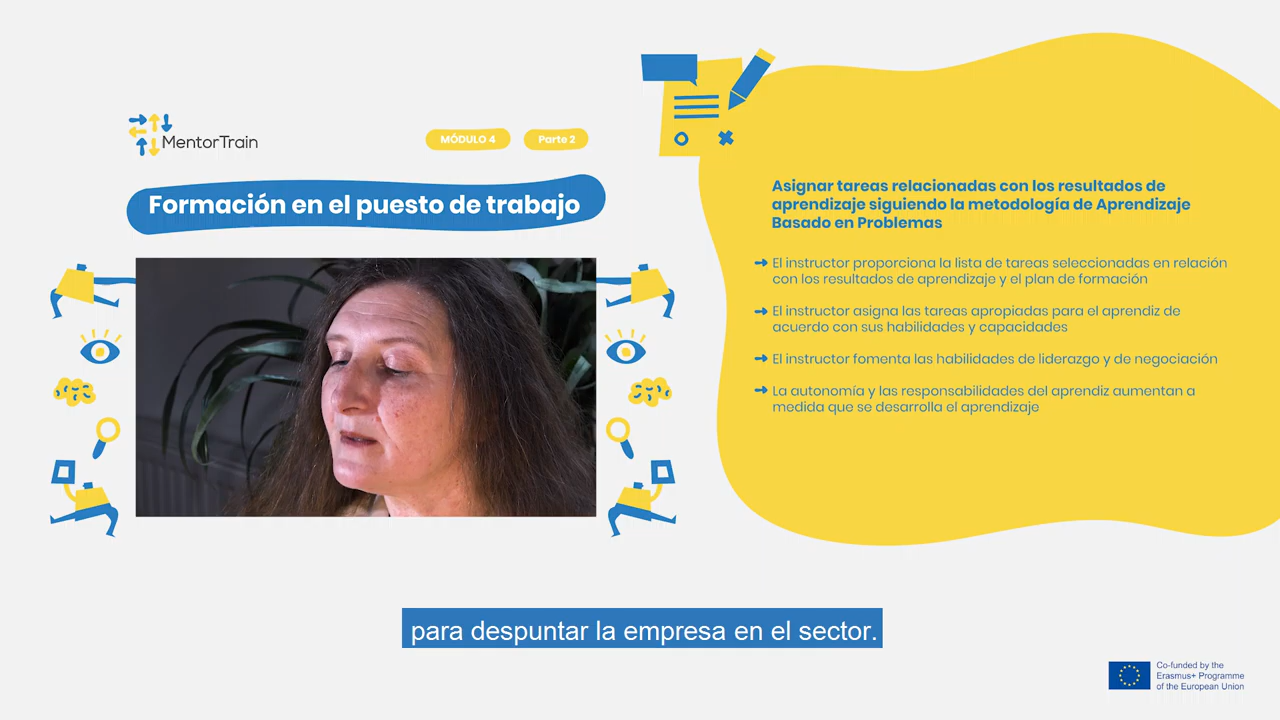 MentorTrain
MÓDULO 4
Parte 2
Formación en el puesto de trabajo
Asignar tareas relacionadas con los resultados de
aprendizaje siguiendo la metodología de Aprendizaje
Basado en Problemas
El instructor proporciona la lista de tareas seleccionadas en relación
con los resultados de aprendizaje y el plan de formación
El instructor asigna las tareas apropiadas para el aprendiz de
acuerdo con sus habilidades y capacidades
El instructor fomenta las habilidades de liderazgo y de negociación
La autonomía y las responsabilidades del aprendiz aumentan a
medida que se desarrolla el aprendizaje
para despuntar la empresa en el sector.
Co-funded by the
Erasmus+ Programme
of the European Union